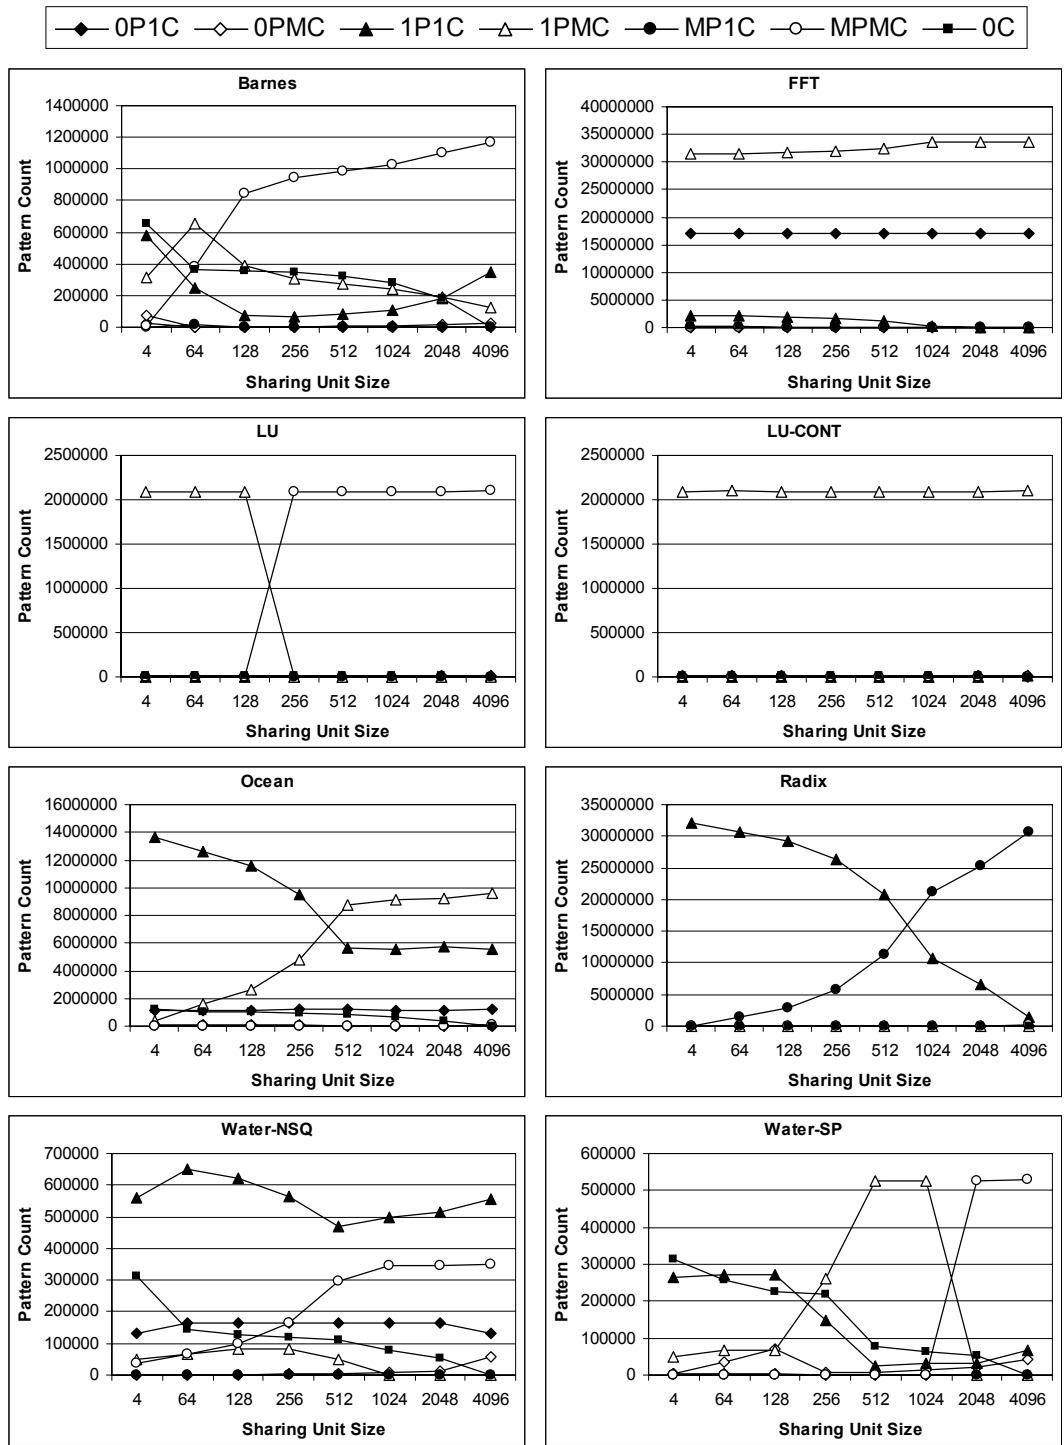 0P1C 0PMC 1P1C 1PMC MP1C MPMC 0C
Barnes
1400000
1200000
1000000
800000
600000
400000
200000
0
Pattern Count
4 64 128 256 512 1024 2048 4096
Sharing Unit Size
FFT
40000000
35000000
30000000
25000000
20000000
15000000
10000000
5000000
0
Pattern Count
4 64 128 256 512 1024 2048 4096
Sharing Unit Size
LU
2500000
2000000
1500000
1000000
500000
0
Pattern Count
4 64 128 256 512 1024 2048 4096
Sharing Unit Size
LU-CONT
2500000
2000000
1500000
1000000
500000
0
Pattern Count
4 64 128 256 512 1024 2048 4096
Sharing Unit Size
Ocean
16000000
14000000
12000000
10000000
8000000
6000000
4000000
2000000
0
Pattern Count
4 64 128 256 512 1024 2048 4096
Sharing Unit Size
Radix
35000000
30000000
25000000
20000000
15000000
10000000
5000000
0
Pattern Count
4 64 128 256 512 1024 2048 4096
Sharing Unit Size
Water-NSQ
700000
600000
500000
400000
300000
200000
100000
0
Pattern Count
4 64 128 256 512 1024 2048 4096
Sharing Unit Size
Water-SP
600000
500000
400000
300000
200000
100000
0
Pattern Count
4 64 128 256 512 1024 2048 4096
Sharing Unit Size